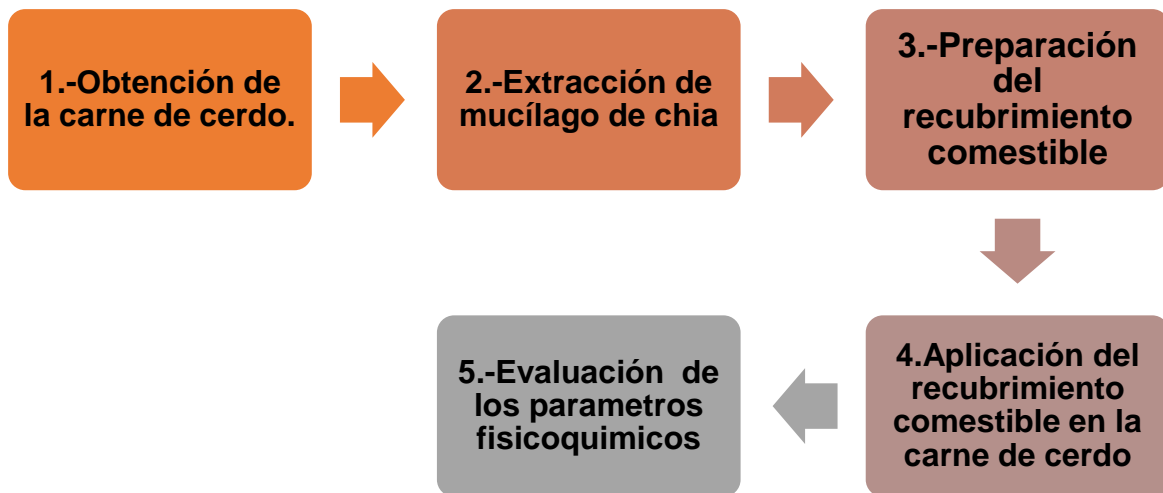 1.-Obtención de
la carne de cerdo.
2.-Extracción de
mucílago de chia
3.-Preparación
del
recubrimiento
comestible
4.Aplicación del
recubrimiento
comestible en la
carne de cerdo
5.-Evaluación de
los parametros
fisicoquimicos